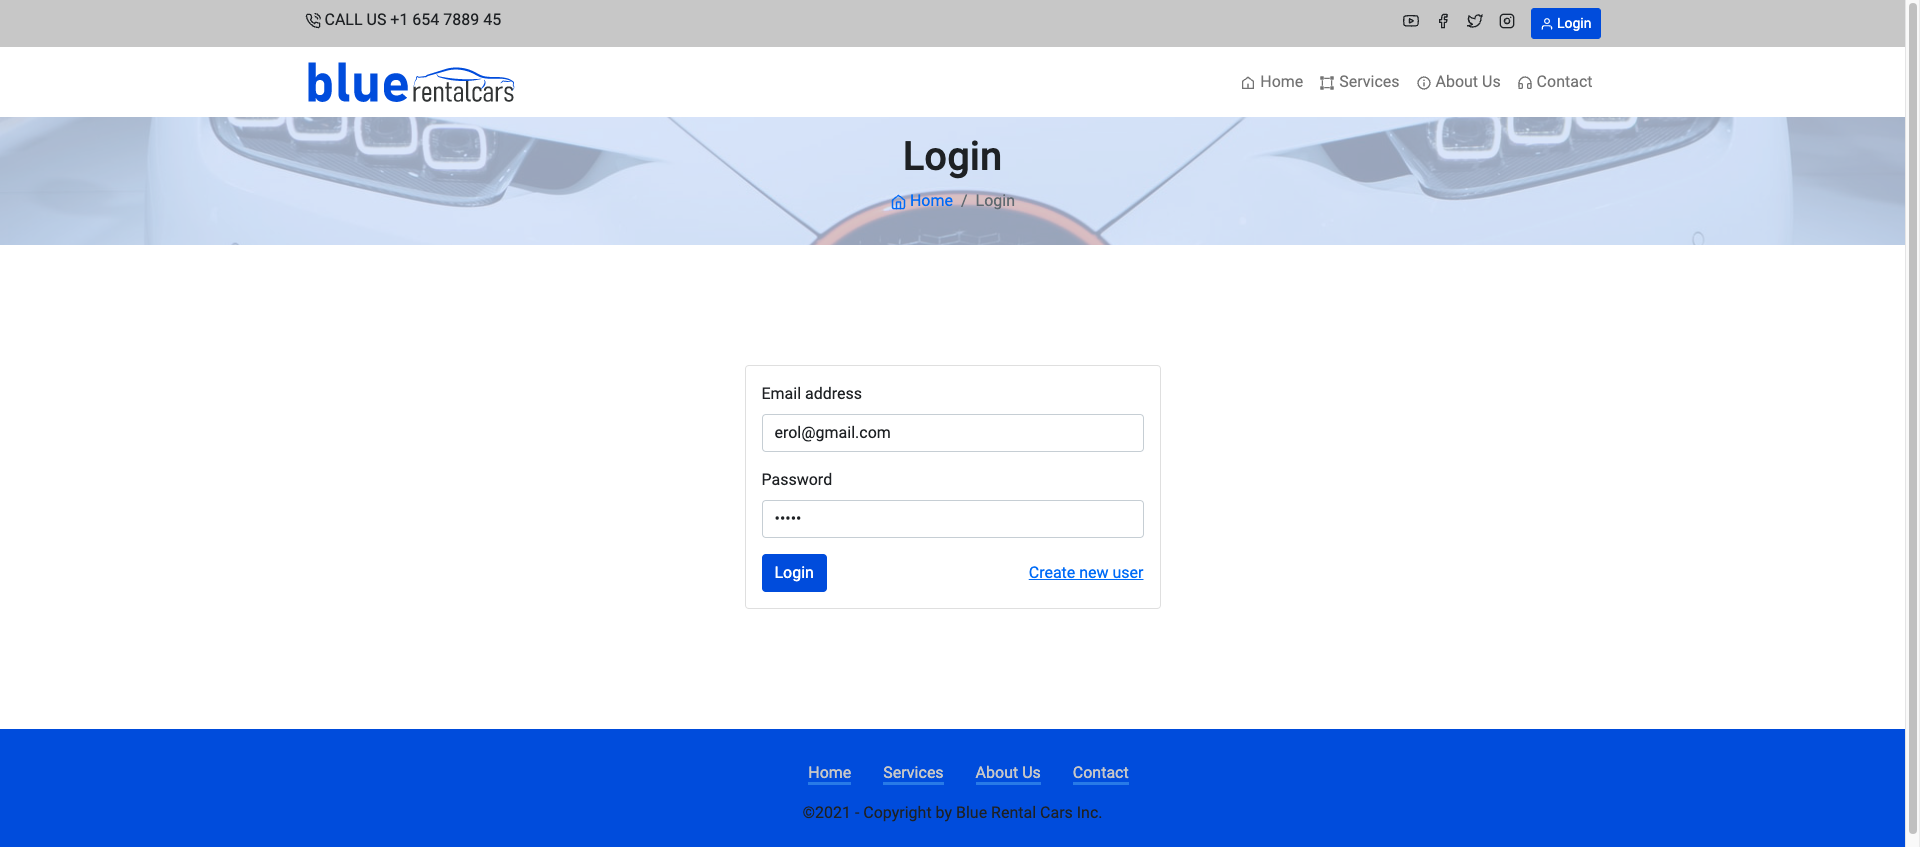 CALL US +1 654 7889 45
Login
blue rentalcars
Home Services About Us Contact
Login
Home / Login
Email address
erol@gmail.com
Password
•••••
Login Create new user
Home Services About Us Contact
©2021 - Copyright by Blue Rental Cars Inc.